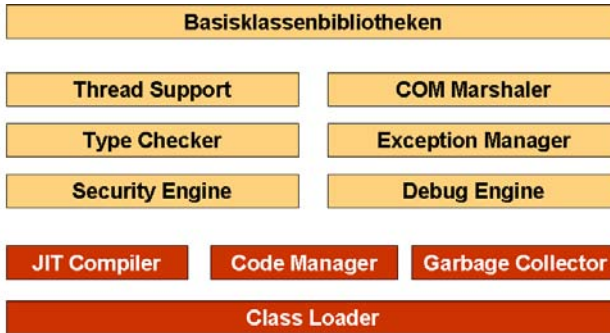 Basisklassenbibliotheken
Thread Support
COM Marshaler
Type Checker
Exception Manager
Security Engine
Debug Engine
JIT Compiler
Code Manager
Garbage Collector
Class Loader